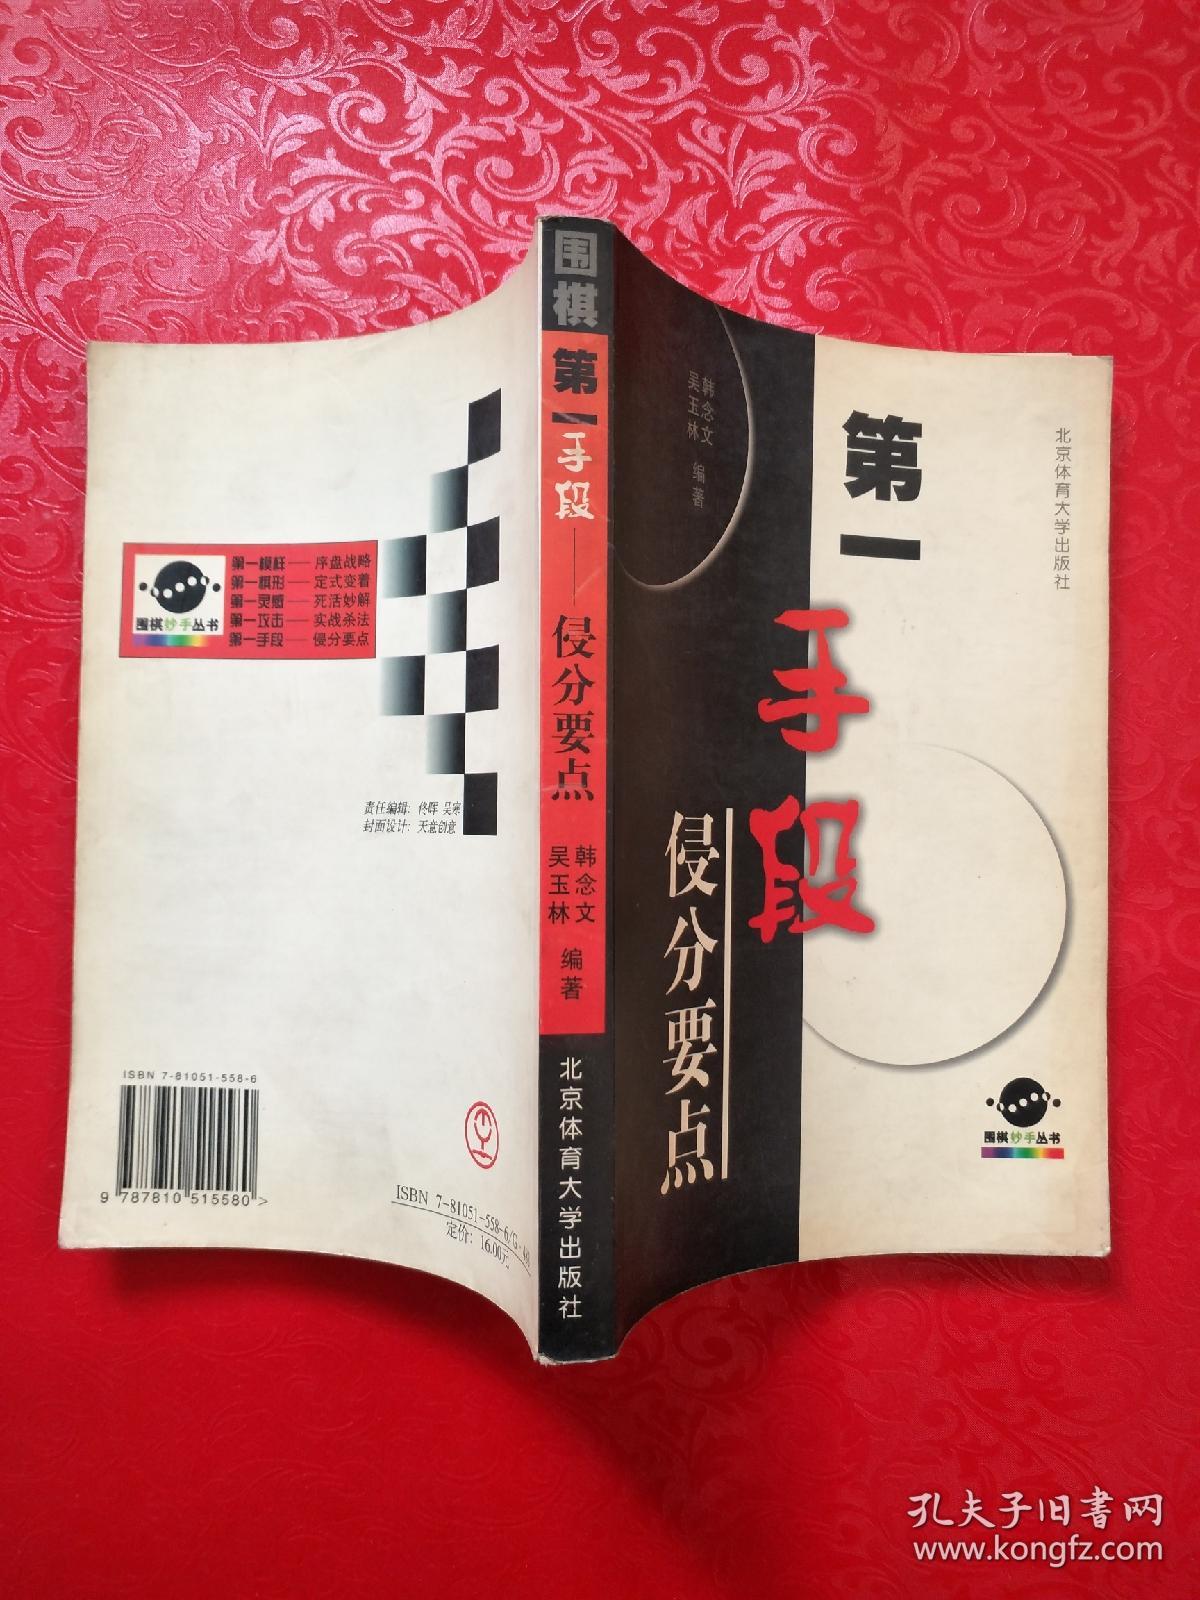 第一模样——序盘战略
第一棋形——定式变着
第一灵感——死活妙解
第一攻击——实战杀法
第一手段——侵分要点
围棋妙手丛书
责任编辑：佟晖 吴寒
封面设计：天意创意
ISBN 7-81051-558-6
9 787810 515580 >
ISBN 7-81051-558-6/G·
定价：16.00元
围棋
第一手段——侵分要点
韩念文
吴玉林
编著
北京体育大学出版社
韩念文
吴玉林
编著
第一
手段
侵分要点
北京体育大学出版社
围棋妙手丛书
孔夫子旧书网
www.kongfz.com